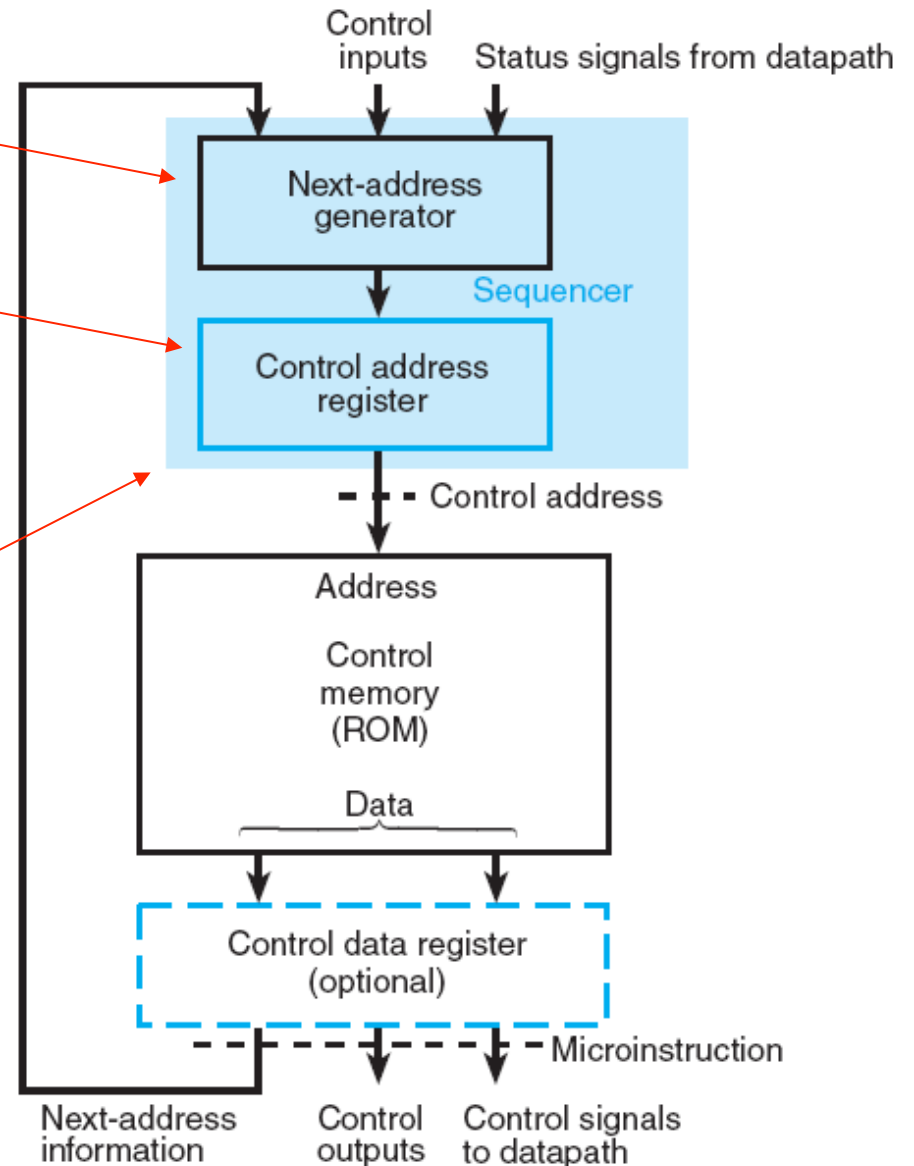 Control
inputs
Status signals from datapath
Next-address
generator
Sequencer
Control address
register
Control address
Address
Control
memory
(ROM)
Data
Control data register
(optional)
Microinstruction
Next-address
information
Control
outputs
Control signals
to datapath